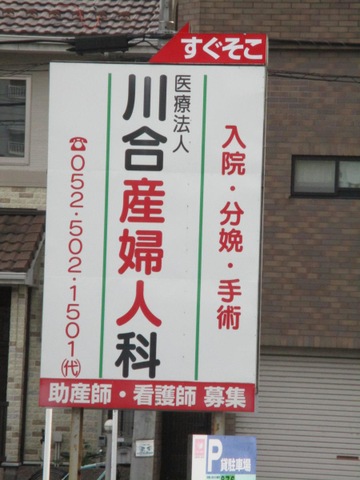 すぐそこ
入院・分娩・手術
医療法人
川合産婦人科
☎052・502・1501(代)
助産師・看護師 募集
P
貸駐車場